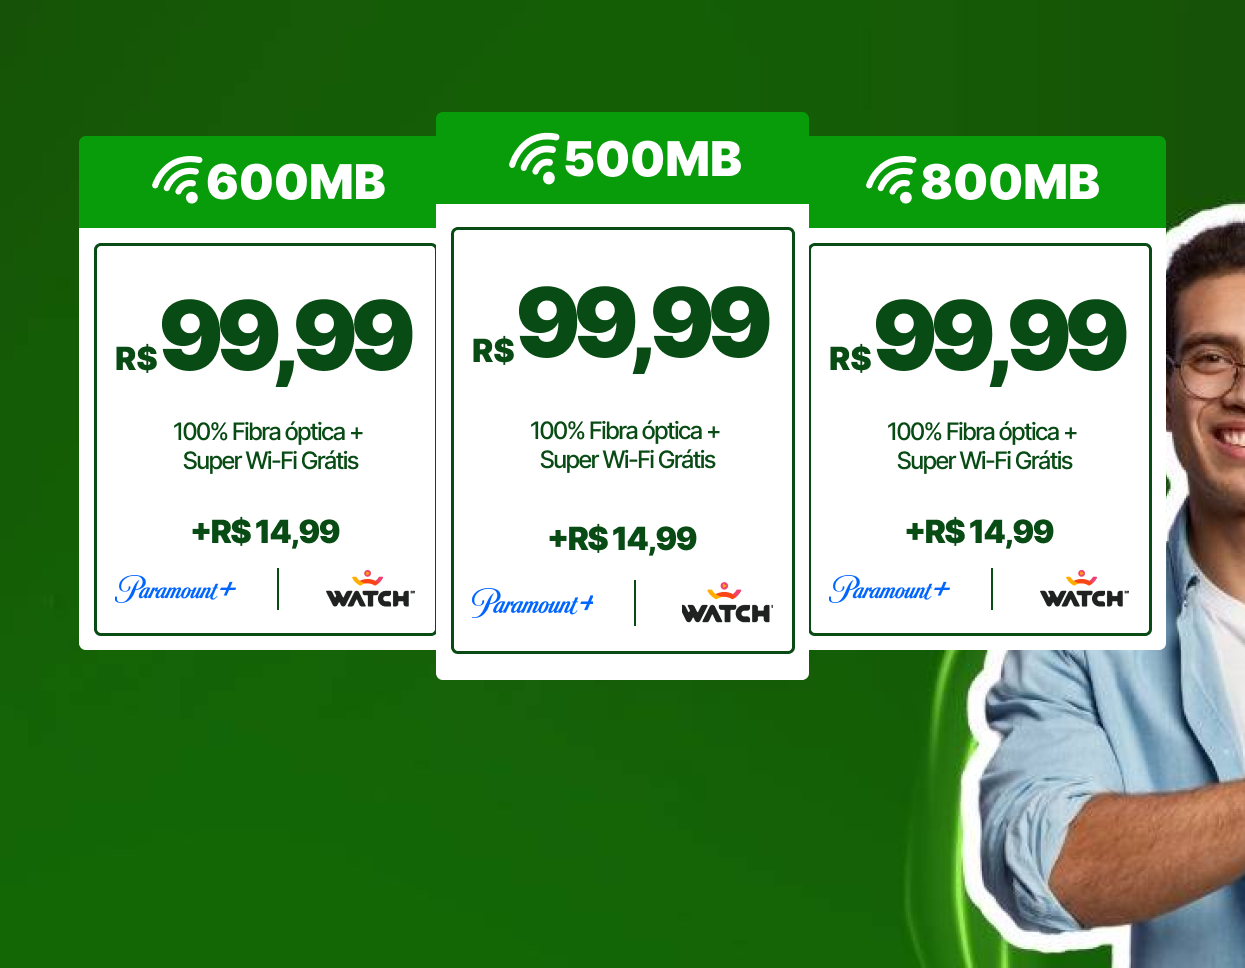 600MB
R$ 99,99
100% Fibra óptica +
Super Wi-Fi Grátis
+R$ 14,99
Paramount+
WATCH™
500MB
R$ 99,99
100% Fibra óptica +
Super Wi-Fi Grátis
+R$ 14,99
Paramount+
WATCH
800MB
R$ 99,99
100% Fibra óptica +
Super Wi-Fi Grátis
+R$ 14,99
Paramount+
WATCH™